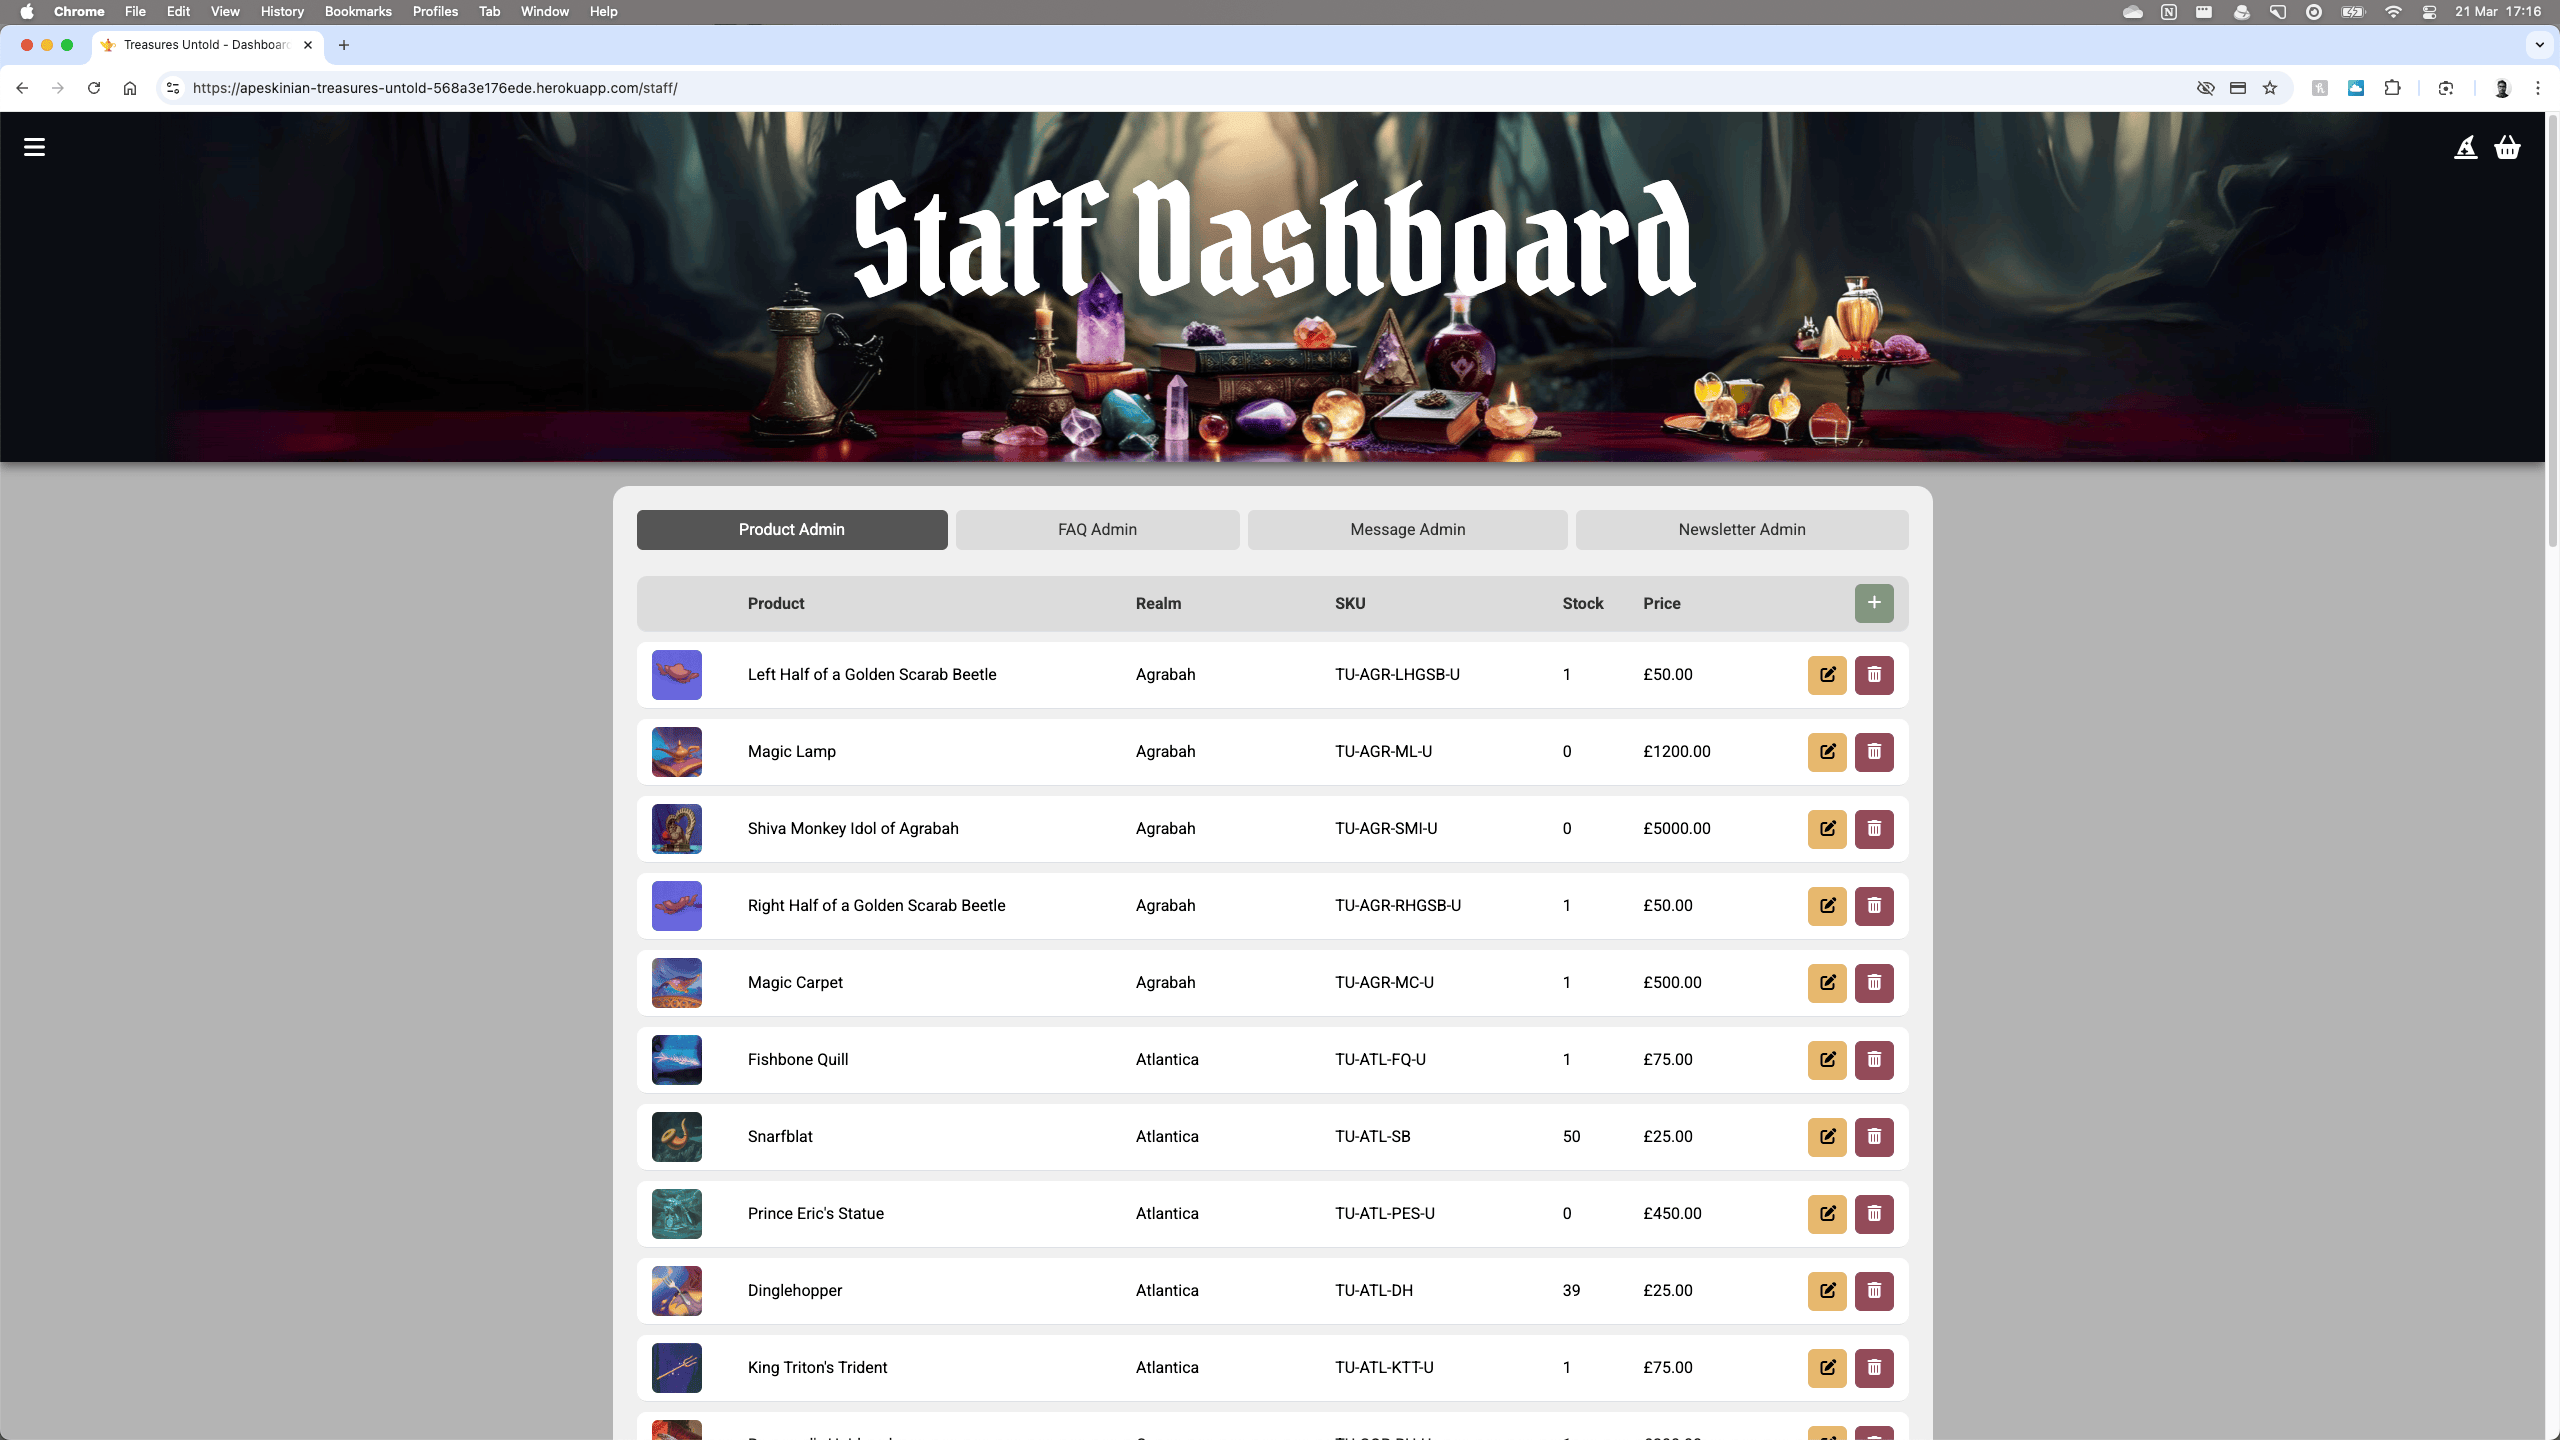 Chrome File Edit View History Bookmarks Profiles Tab Window Help 21 Mar 17:16
Treasures Untold - Dashboard
https://apeskinian-treasures-untold-568a3e176ede.herokuapp.com/staff/
Staff Dashboard
Product Admin FAQ Admin Message Admin Newsletter Admin
Product Realm SKU Stock Price
Left Half of a Golden Scarab Beetle Agrabah TU-AGR-LHGSB-U 1 £50.00
Magic Lamp Agrabah TU-AGR-ML-U 0 £1200.00
Shiva Monkey Idol of Agrabah Agrabah TU-AGR-SMI-U 0 £5000.00
Right Half of a Golden Scarab Beetle Agrabah TU-AGR-RHGSB-U 1 £50.00
Magic Carpet Agrabah TU-AGR-MC-U 1 £500.00
Fishbone Quill Atlantica TU-ATL-FQ-U 1 £75.00
Snarfblat Atlantica TU-ATL-SB 50 £25.00
Prince Eric's Statue Atlantica TU-ATL-PES-U 0 £450.00
Dinglehopper Atlantica TU-ATL-DH 39 £25.00
King Triton's Trident Atlantica TU-ATL-KTT-U 1 £75.00